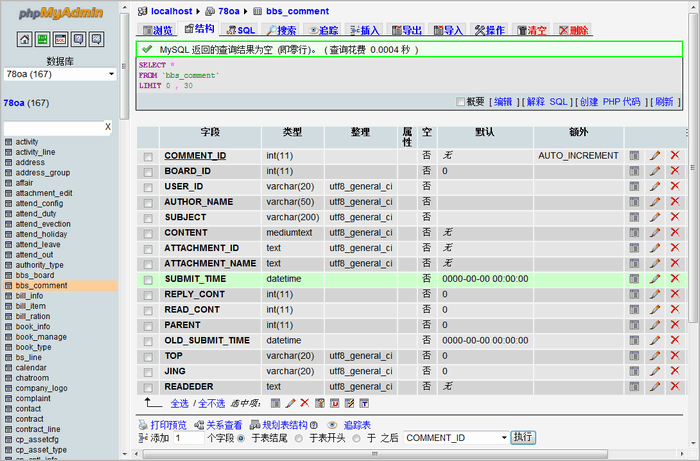 phpMyAdmin
数据库
78oa (167)
78oa (167)
X
activity
activity_line
address
address_group
affair
attachment_edit
attend_config
attend_duty
attend_evection
attend_holiday
attend_leave
attend_out
authority_type
bbs_board
bbs_comment
bill_info
bill_item
bill_ration
book_info
book_manage
book_type
bs_line
calendar
chatroom
company_logo
complaint
contact
contract
contract_line
cp_assetcfg
cp_asset_type
localhost ▸ 78oa ▸ bbs_comment
浏览 结构 SQL 搜索 追踪 插入 导出 导入 操作 清空 删除
MySQL 返回的查询结果为空 (即零行)。 ( 查询花费 0.0004 秒 )
SELECT *
FROM `bbs_comment`
LIMIT 0 , 30
概要 [ 编辑 ] [ 解释 SQL ] [ 创建 PHP 代码 ] [ 刷新 ]
字段 类型 整理 属性 空 默认 额外
COMMENT_ID int(11) 否 无 AUTO_INCREMENT
BOARD_ID int(11) 否 0
USER_ID varchar(20) utf8_general_ci 否
AUTHOR_NAME varchar(50) utf8_general_ci 否
SUBJECT varchar(200) utf8_general_ci 否
CONTENT mediumtext utf8_general_ci 否 无
ATTACHMENT_ID text utf8_general_ci 否 无
ATTACHMENT_NAME text utf8_general_ci 否 无
SUBMIT_TIME datetime 否 0000-00-00 00:00:00
REPLY_CONT int(11) 否 0
READ_CONT int(11) 否 0
PARENT int(11) 否 0
OLD_SUBMIT_TIME datetime 否 0000-00-00 00:00:00
TOP varchar(20) utf8_general_ci 否 0
JING varchar(20) utf8_general_ci 否 0
READEDER text utf8_general_ci 否 无
全选 / 全不选 选中项:
打印预览 关系查看 规划表结构 追踪表
添加 1 个字段 于表结尾 于表开头 于 之后 COMMENT_ID 执行